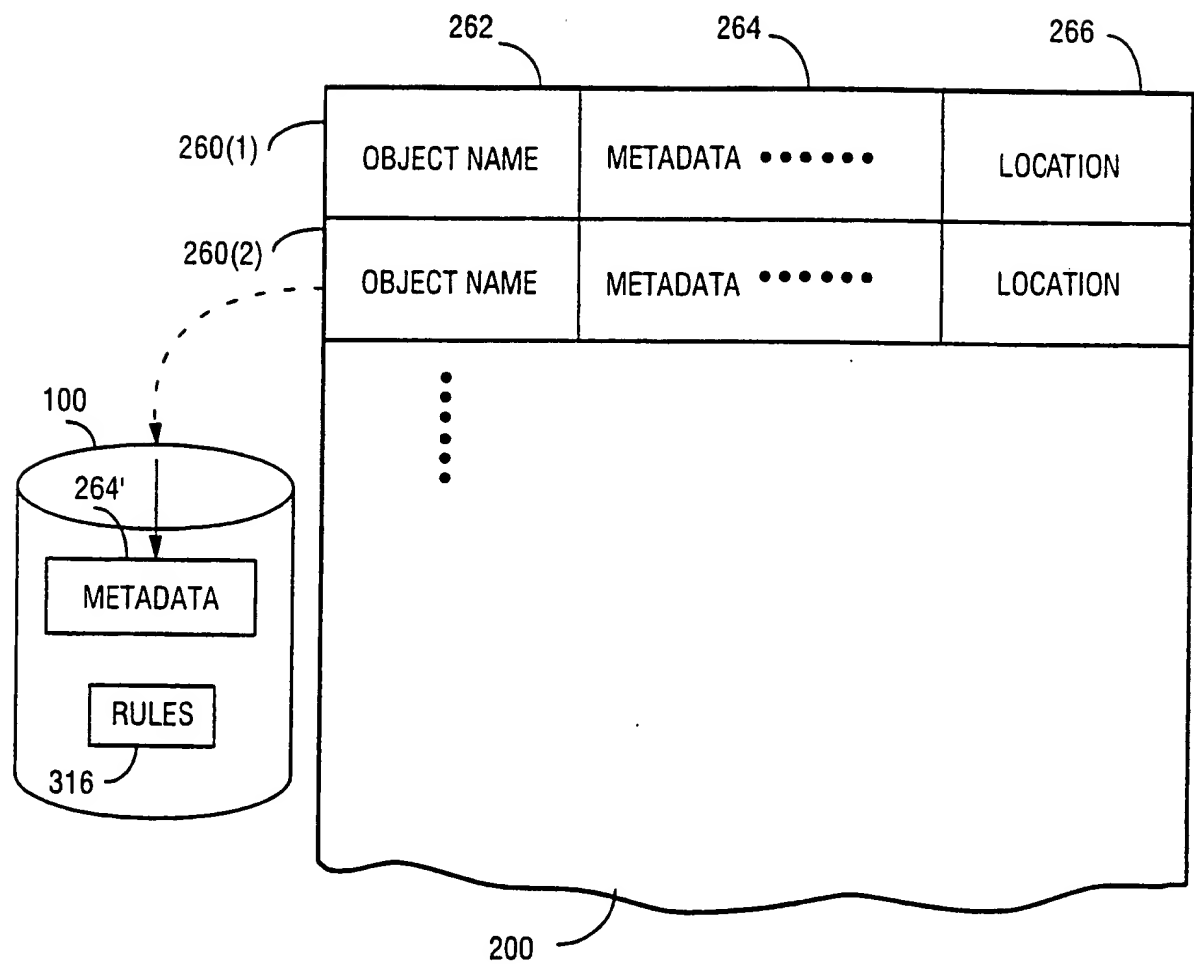 262 264 266
260(1) OBJECT NAME METADATA •••••• LOCATION
260(2) OBJECT NAME METADATA •••••• LOCATION
100
264'
METADATA
RULES
316
200